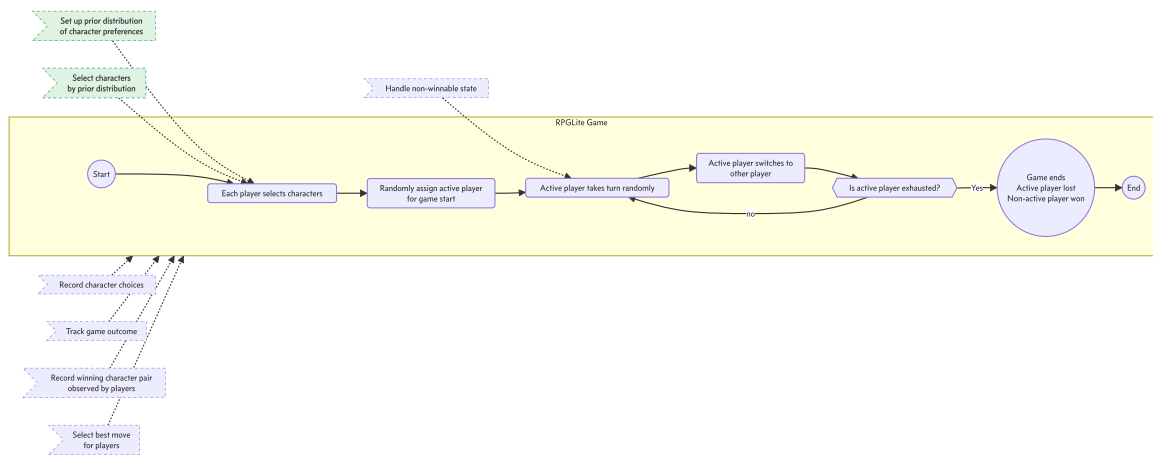 Set up prior distribution
of character preferences
Select characters
by prior distribution
Handle non-winnable state
RPGLite Game
Start
Each player selects characters
Randomly assign active player
for game start
Active player takes turn randomly
Active player switches to
other player
Is active player exhausted?
no
Yes
Game ends
Active player lost
Non-active player won
End
Record character choices
Track game outcome
Record winning character pair
observed by players
Select best move
for players